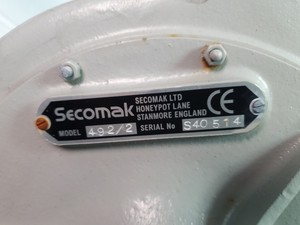 Secomak
SECOMAK LTD
HONEYPOT LANE
STANMORE ENGLAND
CE
MODEL 492/2 SERIAL No S40514